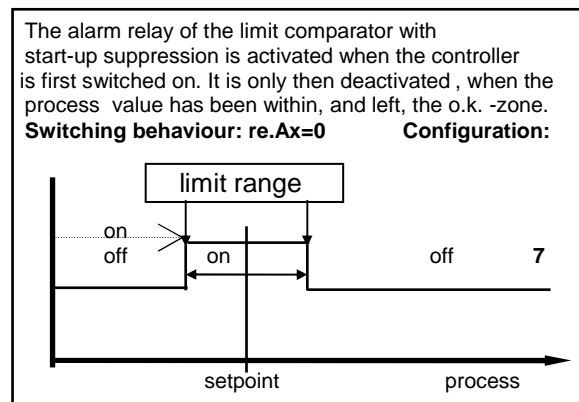 The alarm relay of the limit comparator with
start-up suppression is activated when the controller
is first switched on. It is only then deactivated , when the
process value has been within, and left, the o.k. -zone.
Switching behaviour: re.Ax=0 Configuration:
limit range
on
off on off 7
setpoint process